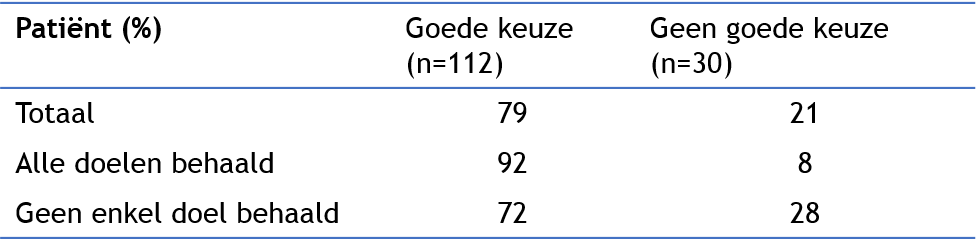 Patiënt (%) Goede keuze Geen goede keuze
(n=112) (n=30)
Totaal 79 21
Alle doelen behaald 92 8
Geen enkel doel behaald 72 28